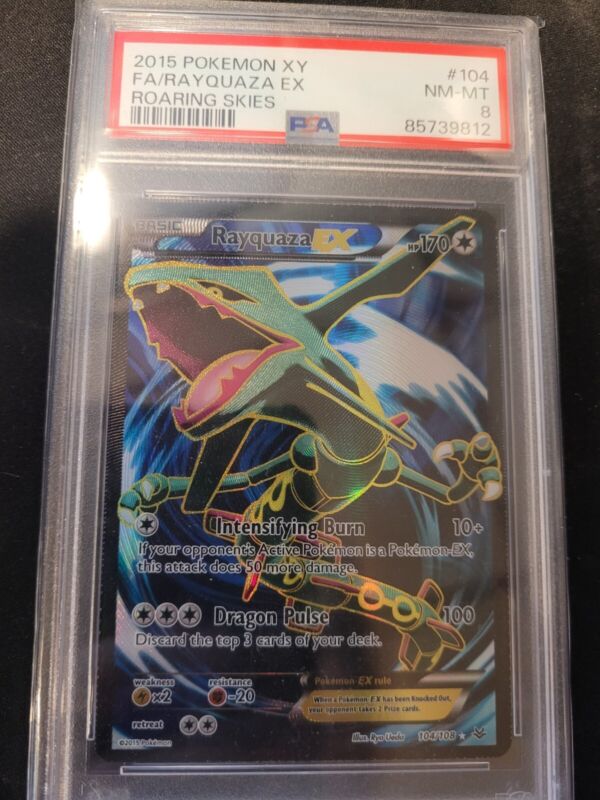 2015 POKEMON XY #104
FA/RAYQUAZA EX NM-MT
ROARING SKIES 8
PSA 85739812
BASIC
Rayquaza EX HP170
Intensifying Burn 10+
If your opponent's Active Pokémon is a Pokémon-EX,
this attack does 50 more damage.
Dragon Pulse 100
Discard the top 3 cards of your deck.
weakness resistance Pokémon-EX rule
×2 -20 When a Pokémon-EX has been Knocked Out,
your opponent takes 2 Prize cards.
retreat
©2015 Pokémon Illus. Ryo Ueda 104/108